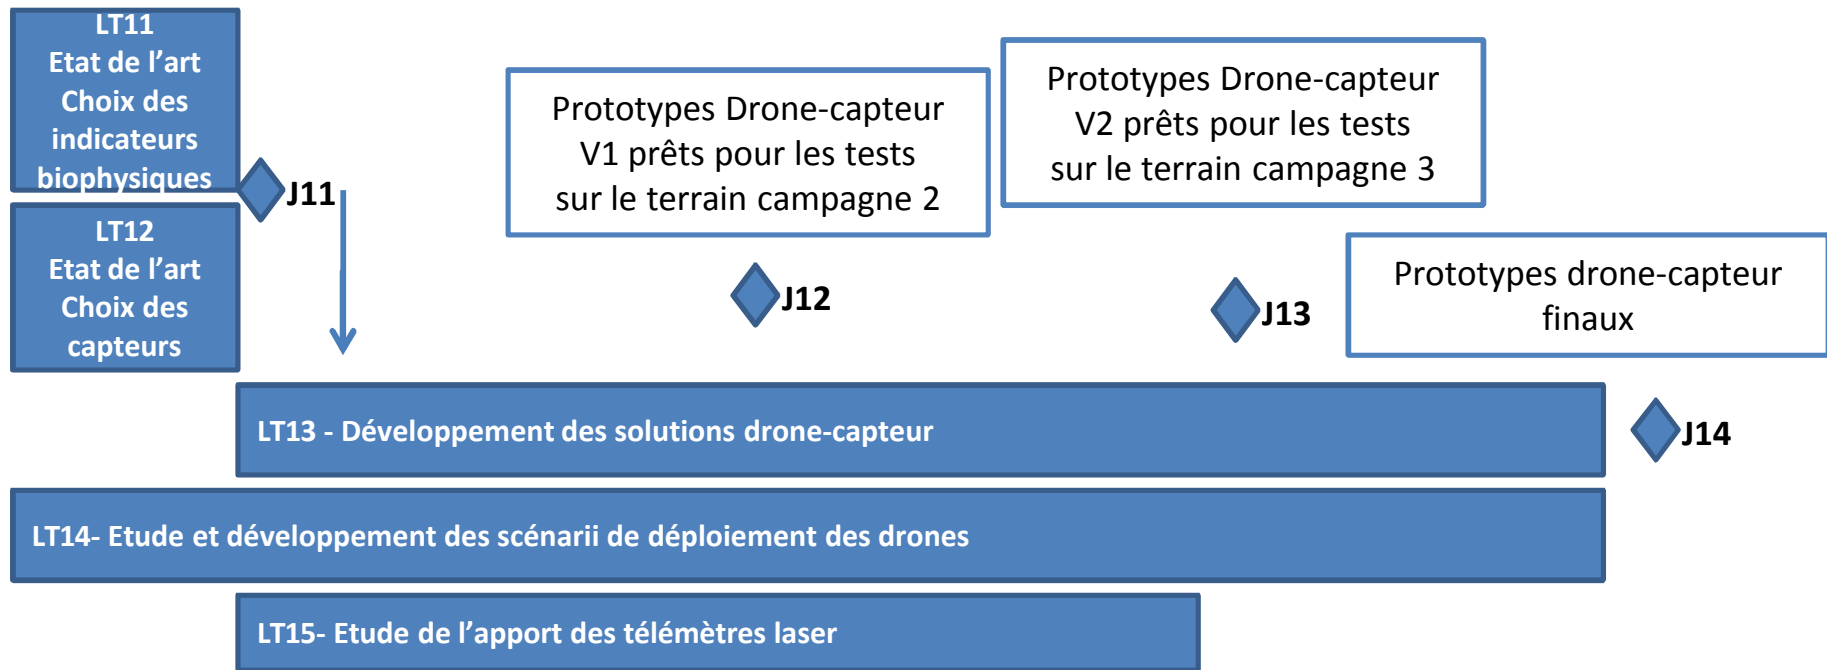 LT11
Etat de l’art
Choix des
indicateurs
biophysiques
J11
LT12
Etat de l’art
Choix des
capteurs
Prototypes Drone-capteur
V1 prêts pour les tests
sur le terrain campagne 2
J12
Prototypes Drone-capteur
V2 prêts pour les tests
sur le terrain campagne 3
J13
Prototypes drone-capteur
finaux
J14
LT13 - Développement des solutions drone-capteur
LT14- Etude et développement des scénarii de déploiement des drones
LT15- Etude de l’apport des télémètres laser